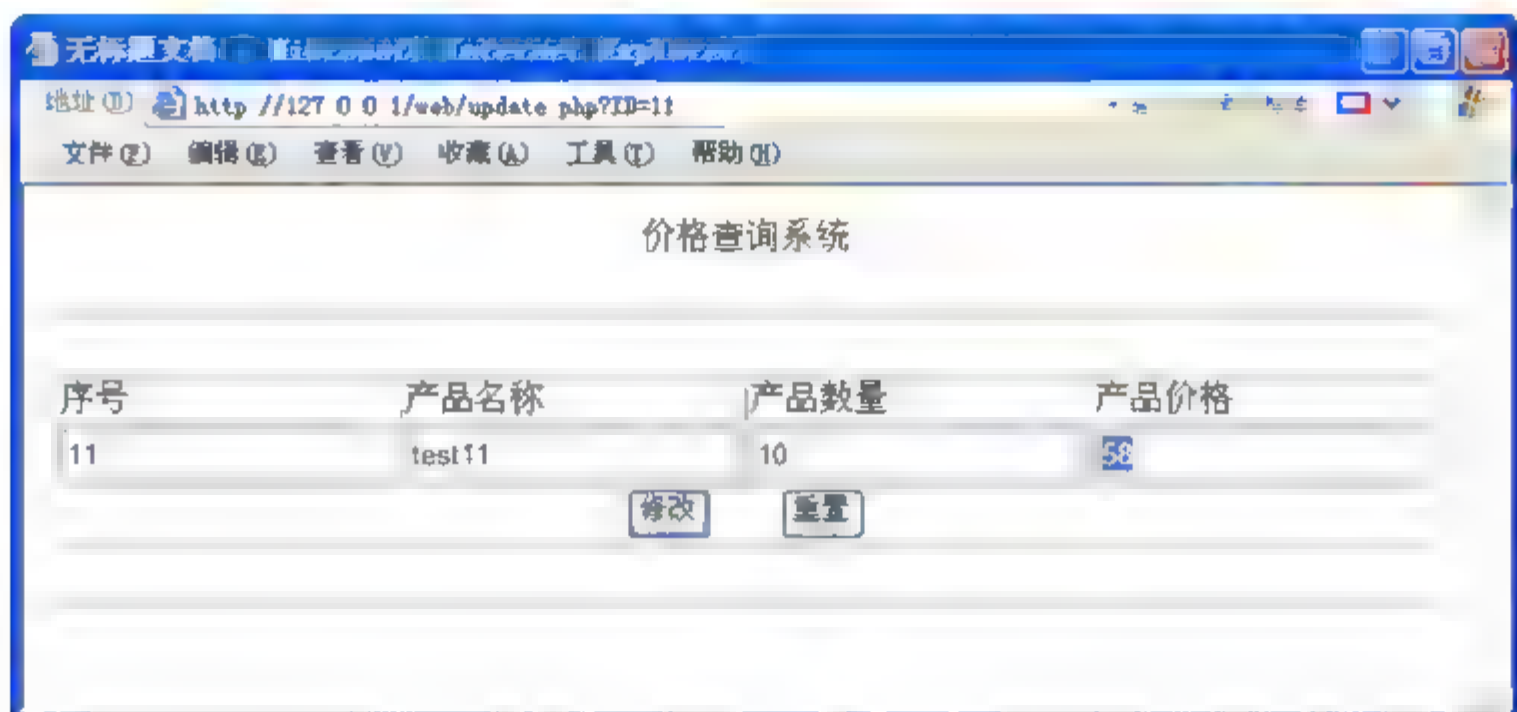 无标题文档
地址(D) http //127 0 0 1/web/update php?ID=11
文件(F) 编辑(E) 查看(V) 收藏(A) 工具(T) 帮助(H)
价格查询系统
序号 产品名称 产品数量 产品价格
11 test11 10 58
修改 重置